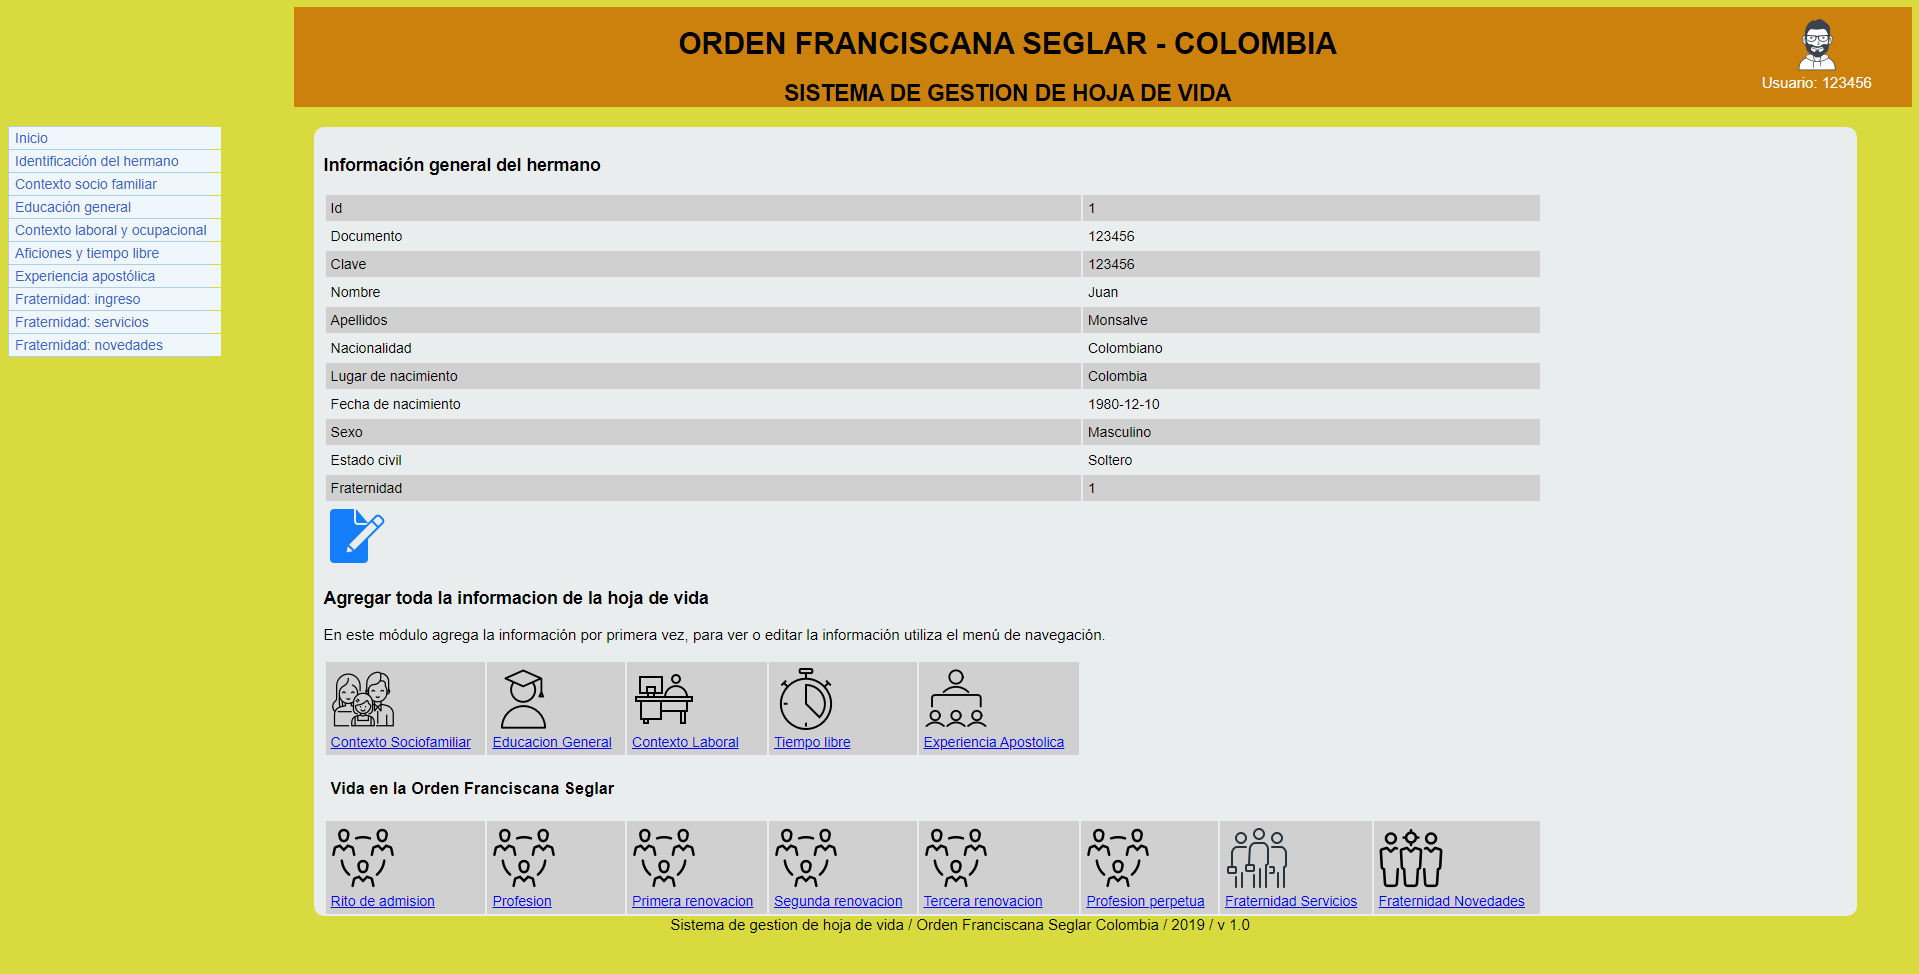 ORDEN FRANCISCANA SEGLAR - COLOMBIA
SISTEMA DE GESTION DE HOJA DE VIDA
Usuario: 123456
Inicio
Identificación del hermano
Contexto socio familiar
Educación general
Contexto laboral y ocupacional
Aficiones y tiempo libre
Experiencia apostólica
Fraternidad: ingreso
Fraternidad: servicios
Fraternidad: novedades
Información general del hermano
Id 1
Documento 123456
Clave 123456
Nombre Juan
Apellidos Monsalve
Nacionalidad Colombiano
Lugar de nacimiento Colombia
Fecha de nacimiento 1980-12-10
Sexo Masculino
Estado civil Soltero
Fraternidad 1
Agregar toda la informacion de la hoja de vida
En este módulo agrega la información por primera vez, para ver o editar la información utiliza el menú de navegación.
Contexto Sociofamiliar Educacion General Contexto Laboral Tiempo libre Experiencia Apostolica
Vida en la Orden Franciscana Seglar
Rito de admision Profesion Primera renovacion Segunda renovacion Tercera renovacion Profesion perpetua Fraternidad Servicios Fraternidad Novedades
Sistema de gestion de hoja de vida / Orden Franciscana Seglar Colombia / 2019 / v 1.0